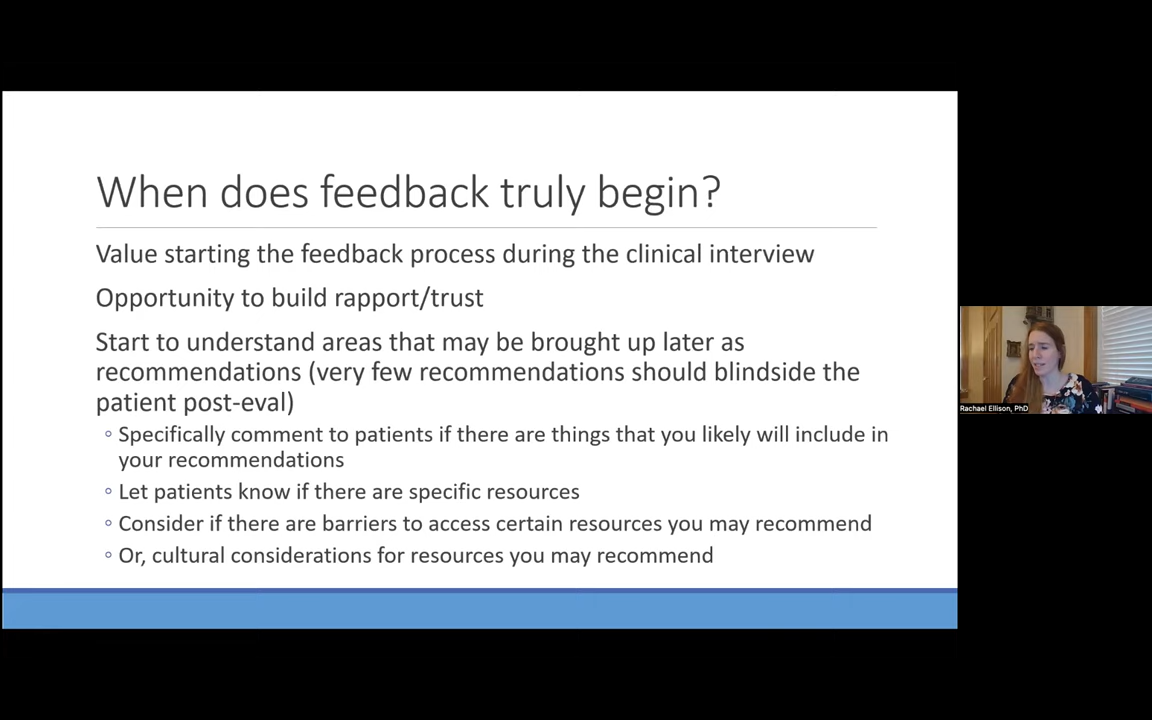 When does feedback truly begin?
Value starting the feedback process during the clinical interview
Opportunity to build rapport/trust
Start to understand areas that may be brought up later as
recommendations (very few recommendations should blindside the
patient post-eval)
◦ Specifically comment to patients if there are things that you likely will include in
your recommendations
◦ Let patients know if there are specific resources
◦ Consider if there are barriers to access certain resources you may recommend
◦ Or, cultural considerations for resources you may recommend
Rachael Ellison, PhD